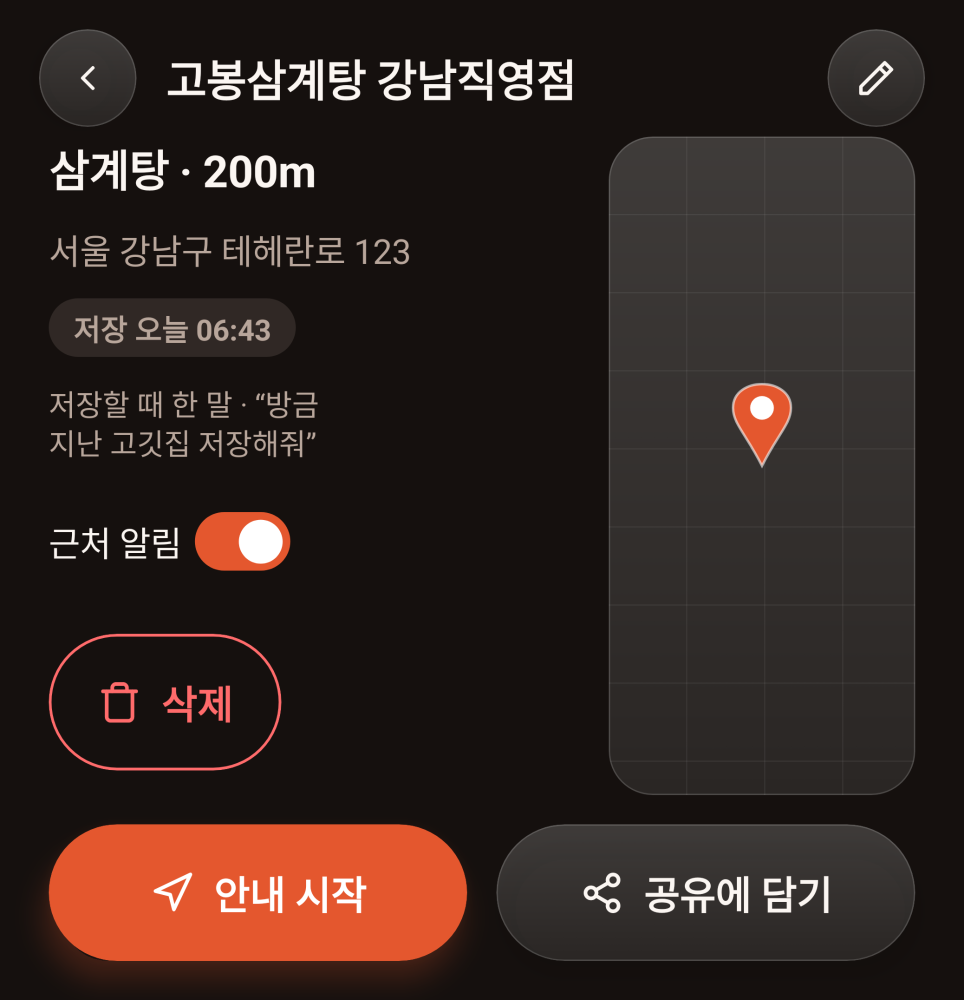 고봉삼계탕 강남직영점
삼계탕 · 200m
서울 강남구 테헤란로 123
저장 오늘 06:43
저장할 때 한 말 · “방금
지난 고깃집 저장해줘”
근처 알림
삭제
안내 시작
공유에 담기